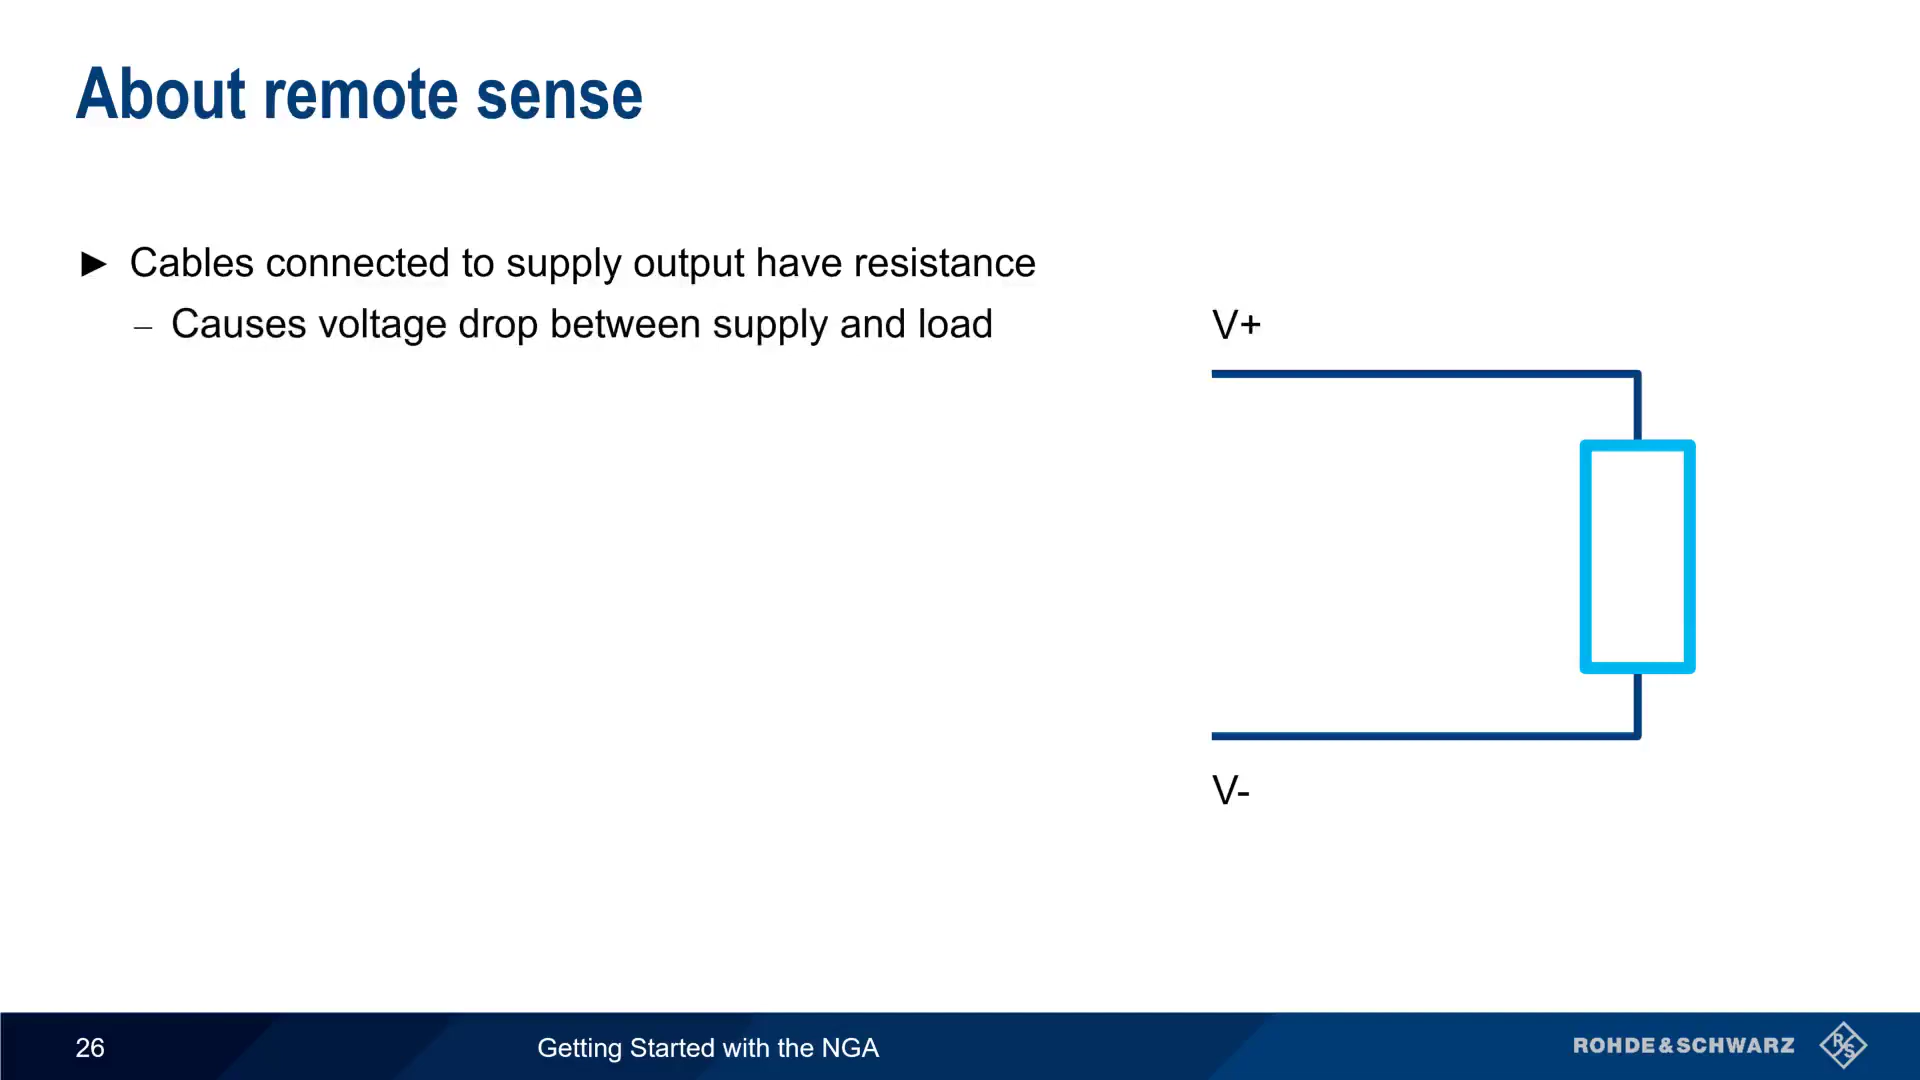 About remote sense
► Cables connected to supply output have resistance
– Causes voltage drop between supply and load
V+
V-
26
Getting Started with the NGA
ROHDE&SCHWARZ
R&S